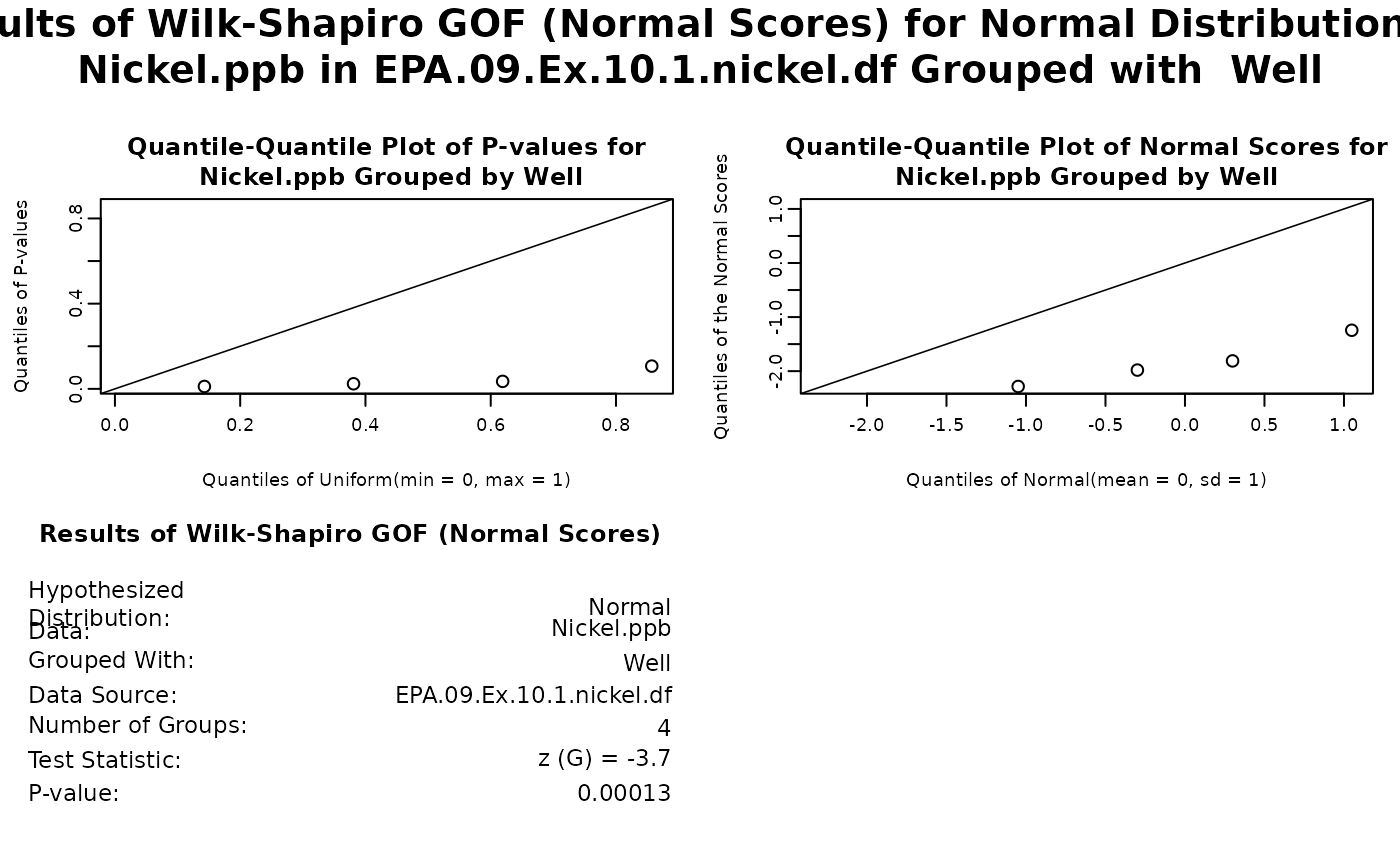 ults of Wilk-Shapiro GOF (Normal Scores) for Normal Distribution
Nickel.ppb in EPA.09.Ex.10.1.nickel.df Grouped with  Well
Quantile-Quantile Plot of P-values for
Nickel.ppb Grouped by Well
Quantiles of P-values
0.8
0.4
0.0
0.0 0.2 0.4 0.6 0.8
Quantiles of Uniform(min = 0, max = 1)
Quantile-Quantile Plot of Normal Scores for
Nickel.ppb Grouped by Well
Quantiles of the Normal Scores
1.0
0.0
-1.0
-2.0
-2.0 -1.5 -1.0 -0.5 0.0 0.5 1.0
Quantiles of Normal(mean = 0, sd = 1)
Results of Wilk-Shapiro GOF (Normal Scores)
Hypothesized
Distribution: Normal
Data: Nickel.ppb
Grouped With: Well
Data Source: EPA.09.Ex.10.1.nickel.df
Number of Groups: 4
Test Statistic: z (G) = -3.7
P-value: 0.00013